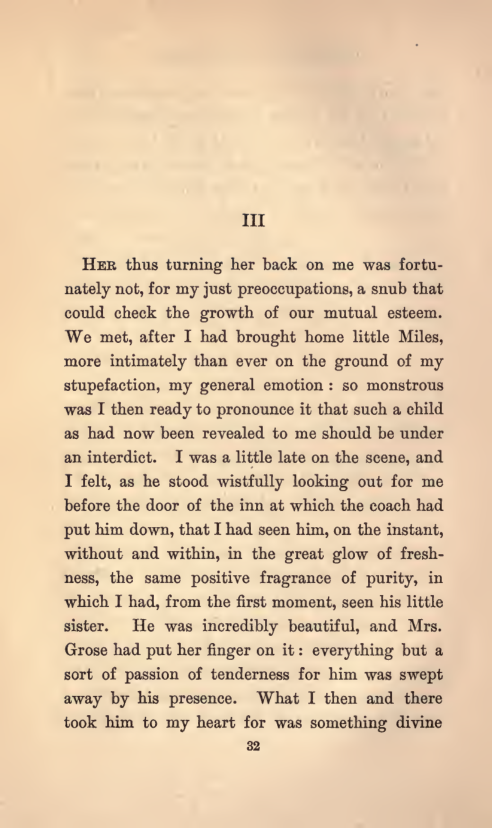 III
HER thus turning her back on me was fortu-
nately not, for my just preoccupations, a snub that
could check the growth of our mutual esteem.
We met, after I had brought home little Miles,
more intimately than ever on the ground of my
stupefaction, my general emotion : so monstrous
was I then ready to pronounce it that such a child
as had now been revealed to me should be under
an interdict. I was a little late on the scene, and
I felt, as he stood wistfully looking out for me
before the door of the inn at which the coach had
put him down, that I had seen him, on the instant,
without and within, in the great glow of fresh-
ness, the same positive fragrance of purity, in
which I had, from the first moment, seen his little
sister. He was incredibly beautiful, and Mrs.
Grose had put her finger on it : everything but a
sort of passion of tenderness for him was swept
away by his presence. What I then and there
took him to my heart for was something divine
32